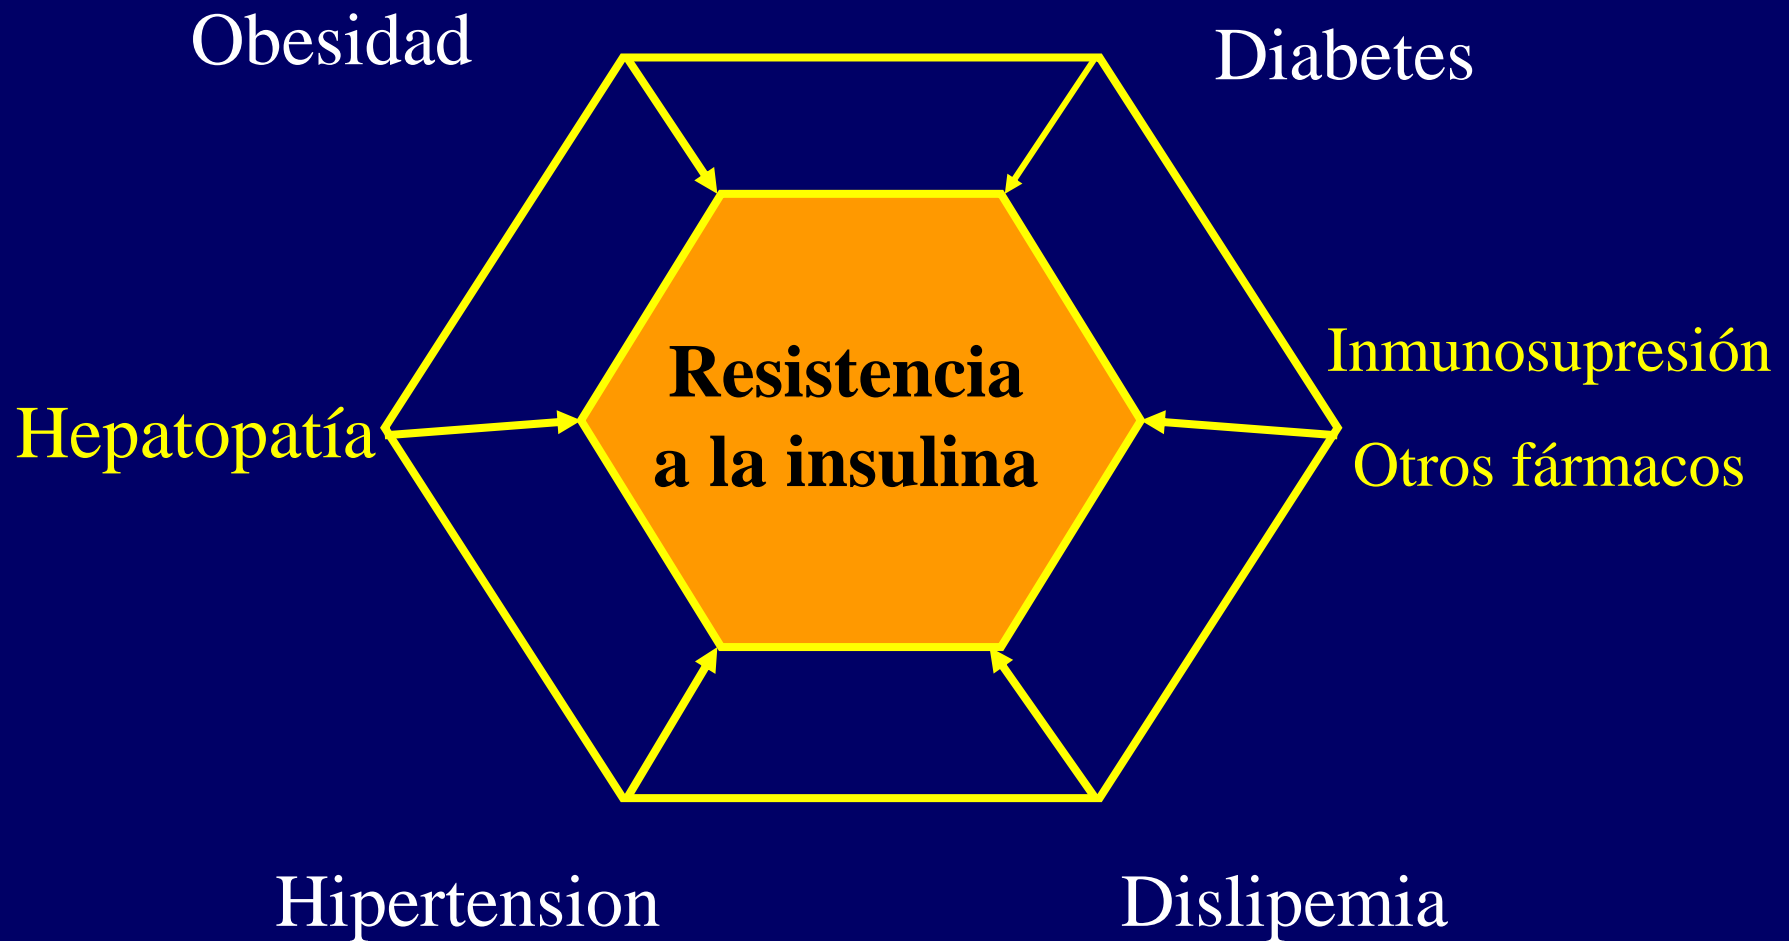 Obesidad
Diabetes
Inmunosupresión
Resistencia
a la insulina
Hepatopatía
Otros fármacos
Hipertension
Dislipemia